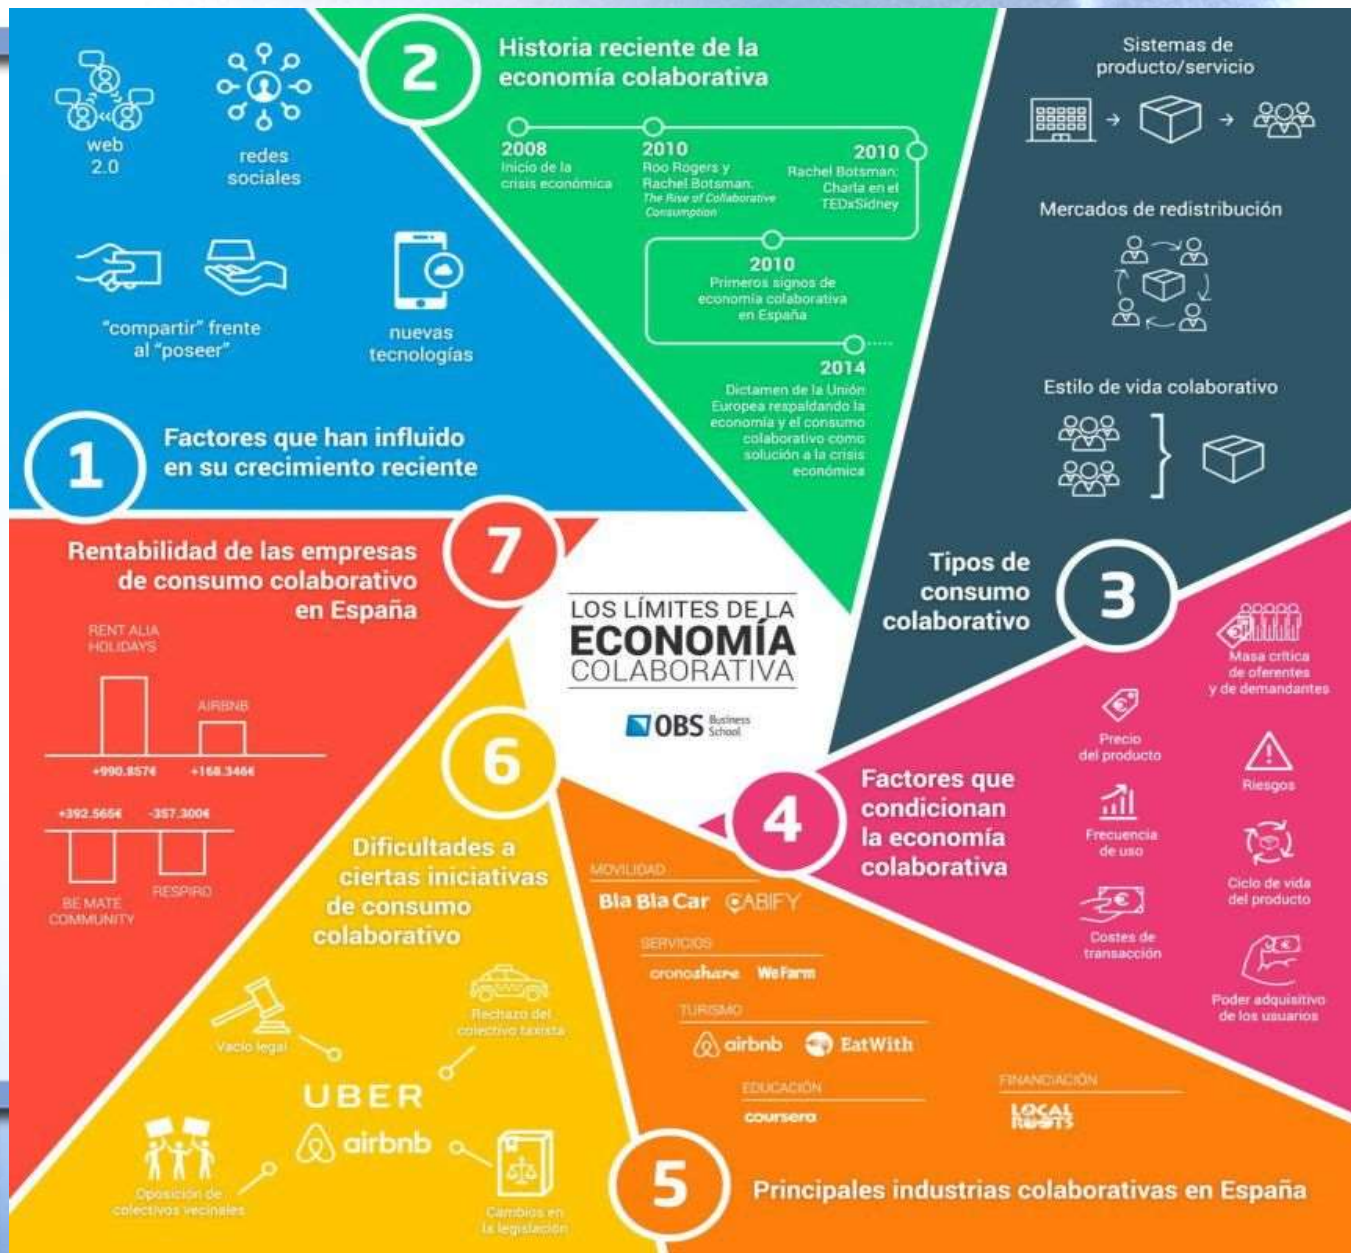 1
Factores que han influido
en su crecimiento reciente
web
2.0
redes
sociales
"compartir" frente
al "poseer"
nuevas
tecnologías
2
Historia reciente de la
economía colaborativa
2008
Inicio de la
crisis económica
2010
Roo Rogers y
Rachel Botsman:
The Rise of Collaborative
Consumption
2010
Rachel Botsman:
Charla en el
TEDxSidney
2010
Primeros signos de
economía colaborativa
en España
2014
Dictamen de la Unión
Europea respaldando la
economía y el consumo
colaborativo como
solución a la crisis
económica
Sistemas de
producto/servicio
Mercados de redistribución
Estilo de vida colaborativo
Tipos de
consumo
colaborativo
3
LOS LÍMITES DE LA
ECONOMÍA
COLABORATIVA
OBS Business
School
4
Factores que
condicionan
la economía
colaborativa
Masa crítica
de oferentes
y de demandantes
Precio
del producto
Riesgos
Frecuencia
de uso
Ciclo de vida
del producto
Costes de
transacción
Poder adquisitivo
de los usuarios
MOVILIDAD
Bla Bla Car CABIFY
SERVICIOS
cronoshare WeFarm
TURISMO
airbnb EatWith
EDUCACIÓN
coursera
FINANCIACIÓN
LOCAL
ROOTS
5
Principales industrias colaborativas en España
6
Dificultades a
ciertas iniciativas
de consumo
colaborativo
Vacío legal
Rechazo del
colectivo taxista
UBER
airbnb
Oposición de
colectivos vecinales
Cambios en
la legislación
7
Rentabilidad de las empresas
de consumo colaborativo
en España
RENT ALIA
HOLIDAYS
AIRBNB
+990.857€ +168.346€
+392.565€ -357.300€
BE MATE
COMMUNITY
RESPIRO